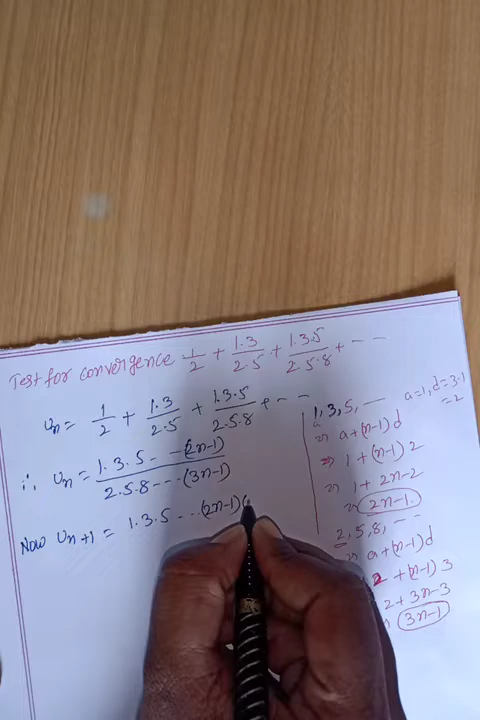 Test for convergence 1/2 + 1.3/2.5 + 1.3.5/2.5.8 + - -
Un = 1/2 + 1.3/2.5 + 1.3.5/2.5.8 + - -
∴ Un = 1.3.5. - -(2n-1)/2.5.8 - - - .(3n-1)
Now Un+1 = 1.3.5 - ..(2n-1)(
1, 3, 5, - - a=1, d=3-1
=2
a
⇒ a+(n-1)d
⇒ 1+(n-1)2
⇒ 1+2n-2
⇒ 2n-1.
2, 5, 8, - -
⇒ a+(n-1)d
2 +(n-1)3
2+3n-3
3n-1